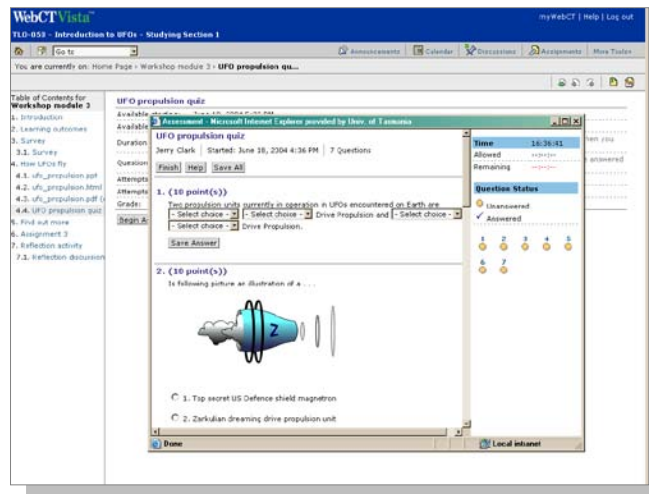 WebCT Vista
myWebCT | Help | Log out
TLO-053 - Introduction to UFOs - Studying Section 1
Go to
Announcements Calendar Discussions Assignments More Tools
You are currently on: Home Page › Workshop module 3 › UFO propulsion qu...
Table of Contents for
Workshop module 3
1. Introduction
2. Learning outcomes
3. Survey
3.1. Survey
4. How UFOs fly
4.1. ufo_propulsion.ppt
4.2. ufo_propulsion.html
4.3. ufo_propulsion.pdf
4.4. UFO propulsion quiz
5. Find out more
6. Assignment 3
7. Reflection activity
7.1. Reflection discussion
UFO propulsion quiz
Available
Available
Duration
Question
Attempts
Attempts
Grade:
Begin A
hen you
answered
Assessment - Microsoft Internet Explorer provided by Univ. of Tasmania
UFO propulsion quiz
Jerry Clark | Started: June 18, 2004 4:36 PM | 7 Questions
Finish Help Save All
1. (10 point(s))
Two propulsion units currently in operation in UFOs encountered on Earth are
- Select choice - - Select choice - Drive Propulsion and - Select choice -
- Select choice - Drive Propulsion.
Save Answer
2. (10 point(s))
Is following picture an illustration of a . . .
Z
1. Top secret US Defence shield magnetron
2. Zarkulian dreaming drive propulsion unit
Time 16:36:41
Allowed --:--:--
Remaining --:--:--
Question Status
Unanswered
Answered
1 2 3 4 5
6 7
Done
Local intranet